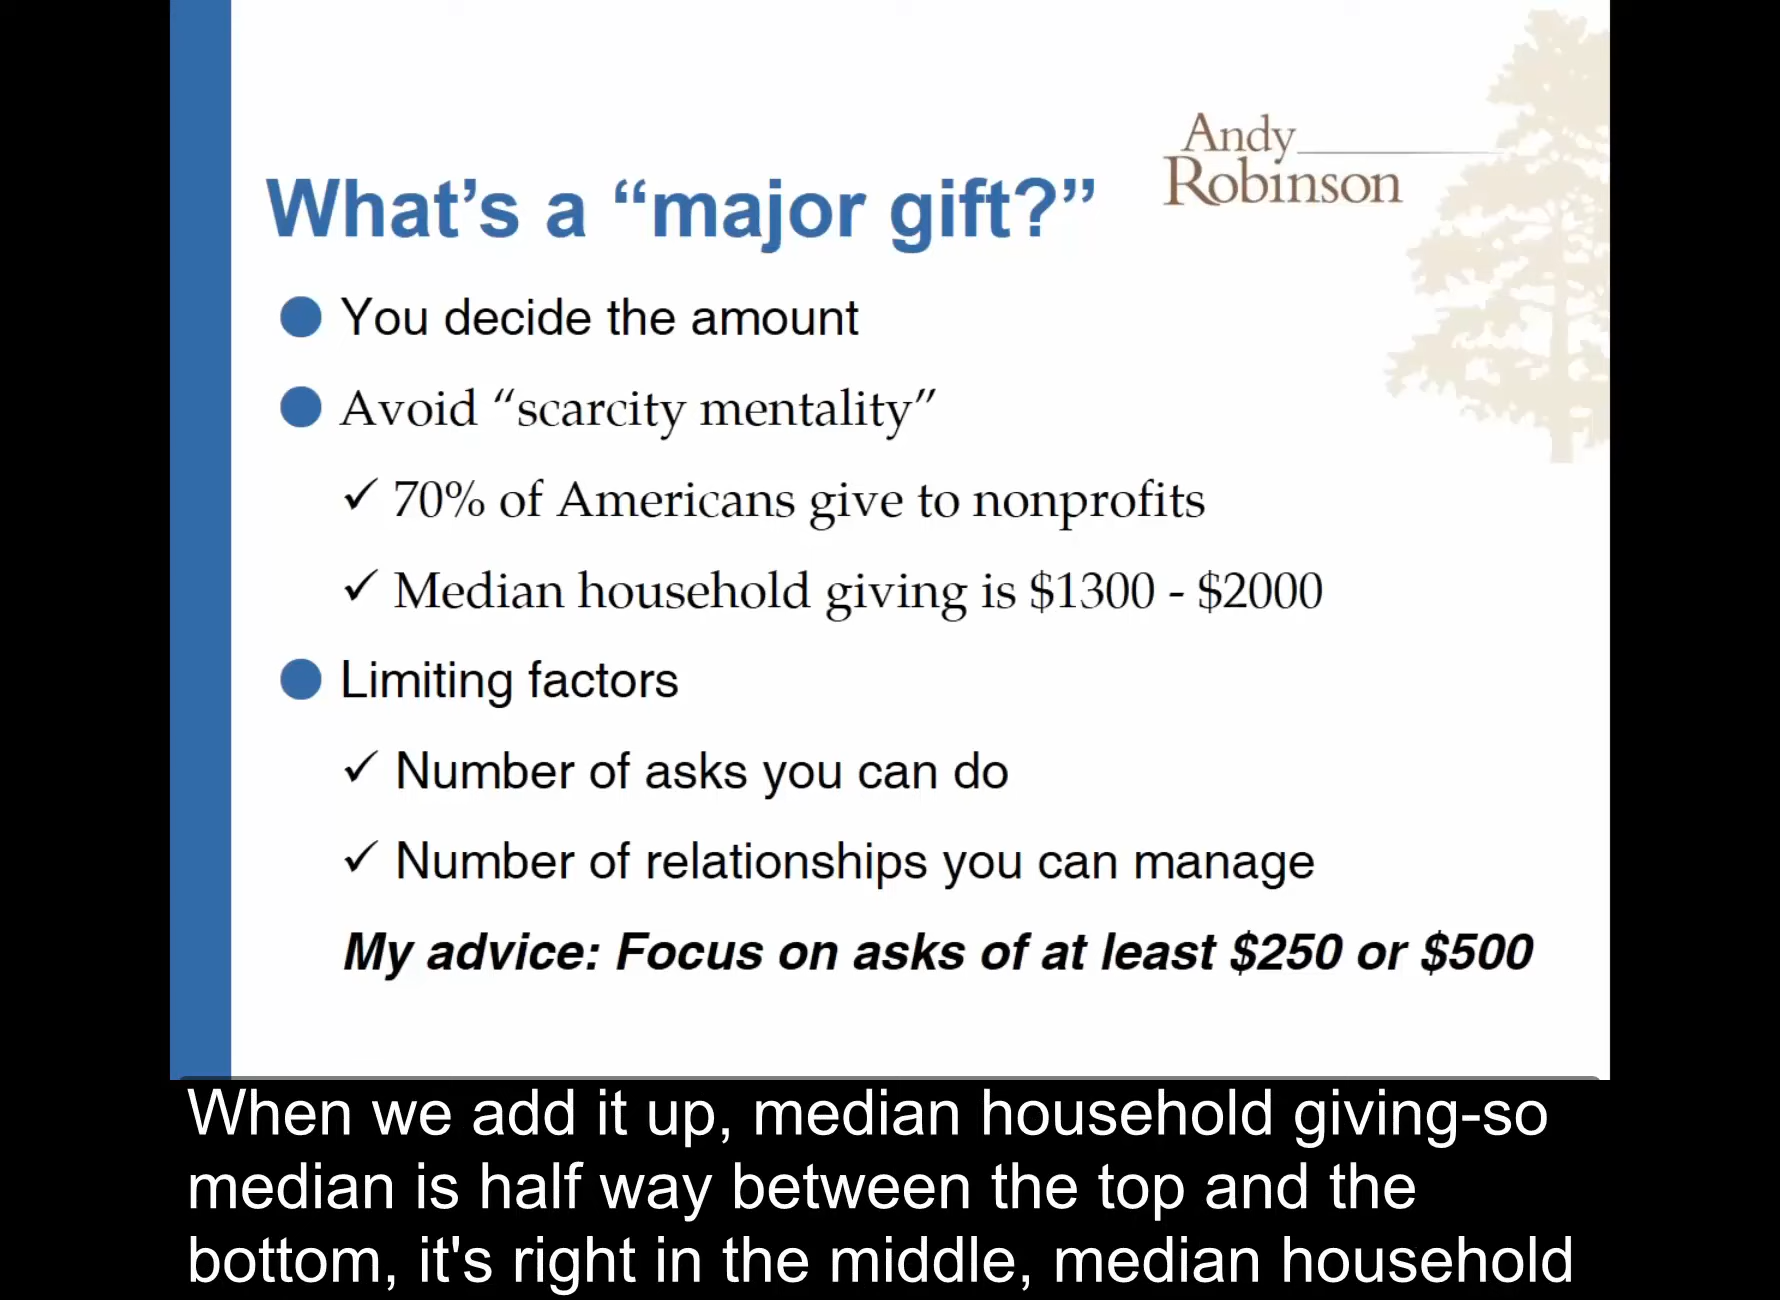 Andy
Robinson
What’s a “major gift?”
You decide the amount
Avoid “scarcity mentality”
✓ 70% of Americans give to nonprofits
✓ Median household giving is $1300 - $2000
Limiting factors
✓ Number of asks you can do
✓ Number of relationships you can manage
My advice: Focus on asks of at least $250 or $500
When we add it up, median household giving-so
median is half way between the top and the
bottom, it's right in the middle, median household